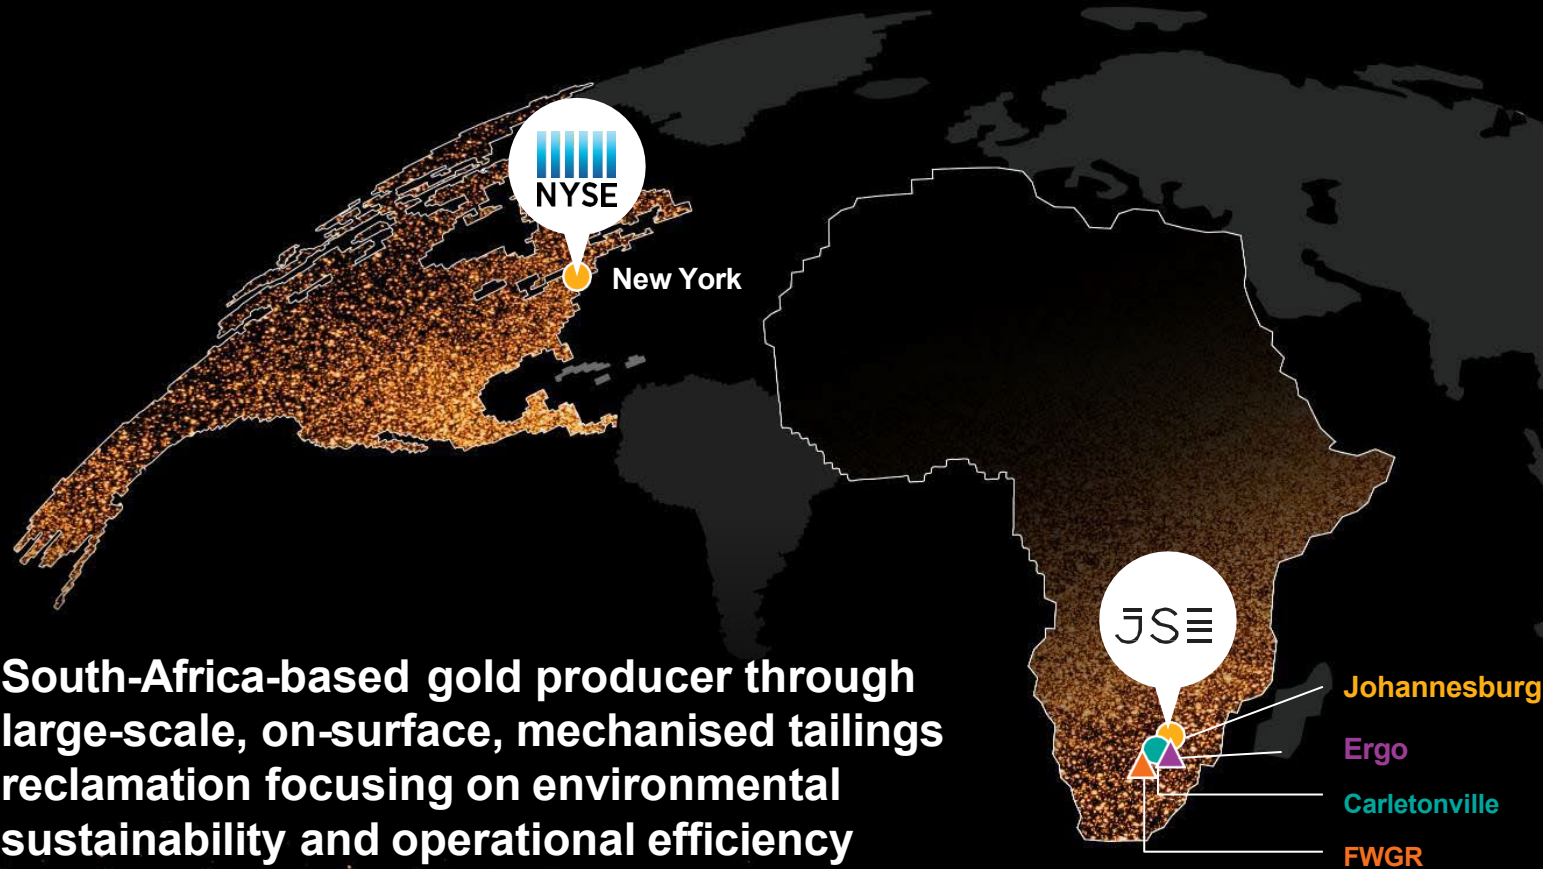 NYSE
New York
JSE
South-Africa-based gold producer through
large-scale, on-surface, mechanised tailings
reclamation focusing on environmental
sustainability and operational efficiency
Johannesburg
Ergo
Carletonville
FWGR